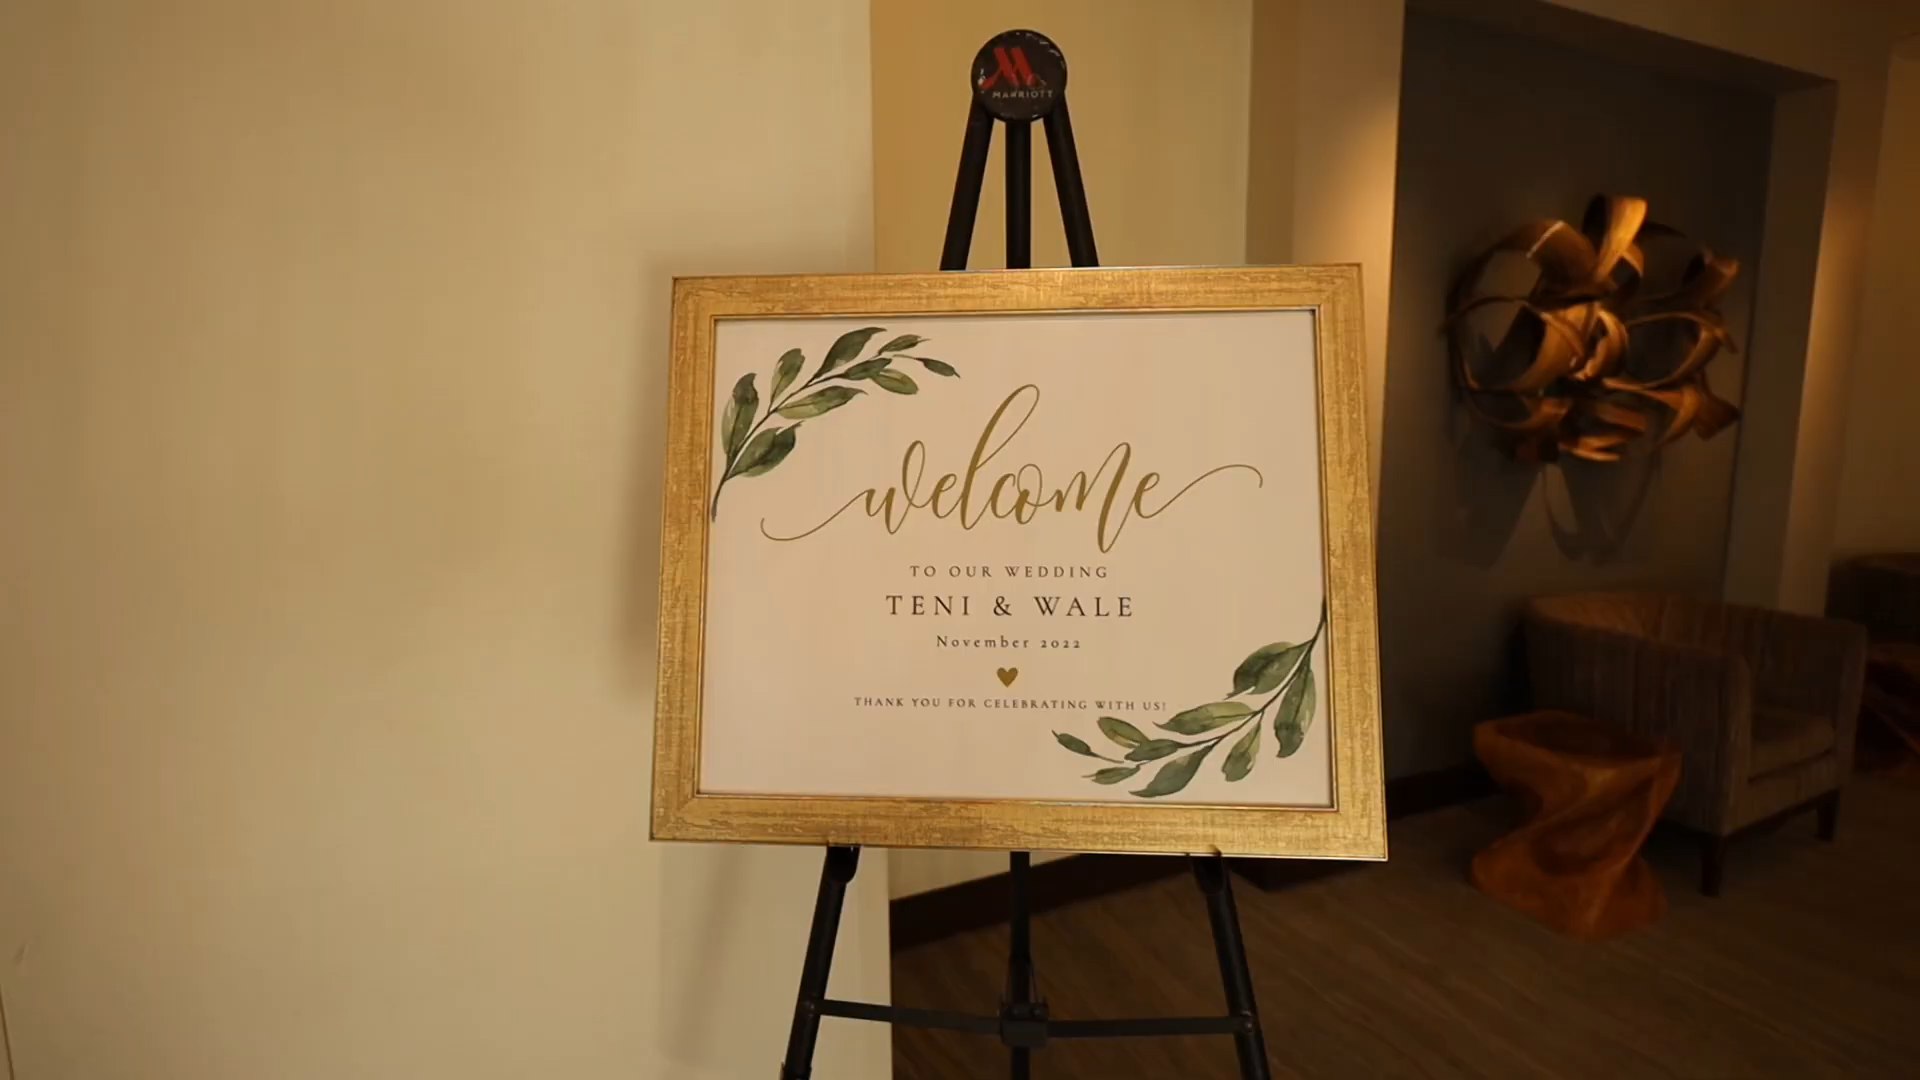 MARRIOTT
welcome
TO OUR WEDDING
TENI & WALE
November 2022
THANK YOU FOR CELEBRATING WITH US!